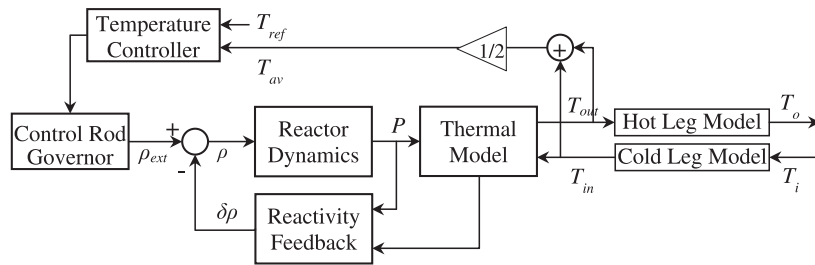 Temperature
Controller
T_ref
T_av
1/2
+
Control Rod
Governor
ρ_ext
+
-
ρ
Reactor
Dynamics
P
Thermal
Model
T_out
Hot Leg Model
T_o
Cold Leg Model
T_in
T_i
δρ
Reactivity
Feedback